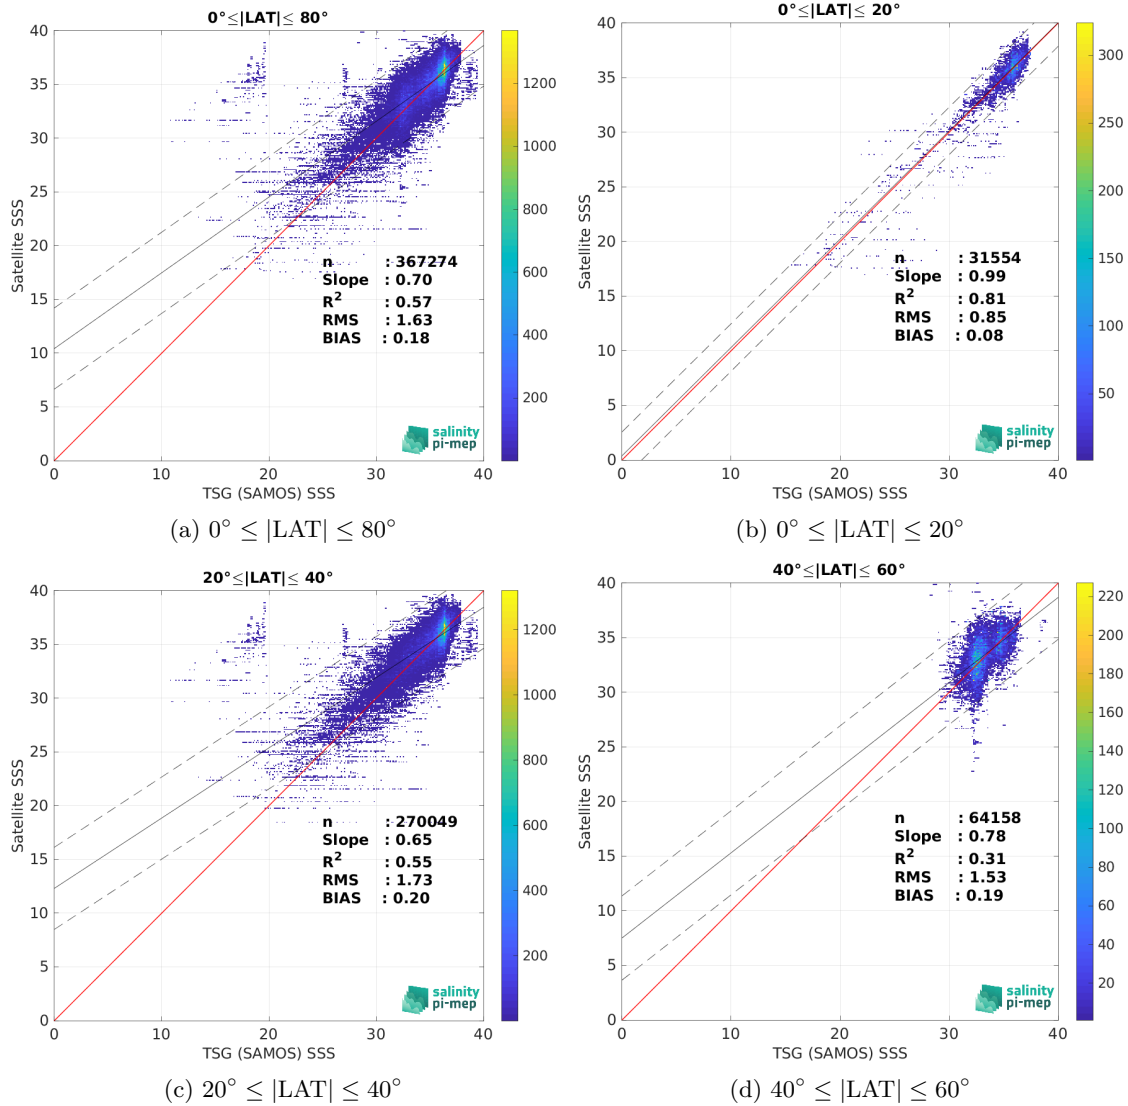 0°≤|LAT|≤ 80°
40
35
30
25
20
15
10
5
0
Satellite SSS
0
10
20
30
40
TSG (SAMOS) SSS
n : 367274
Slope : 0.70
R² : 0.57
RMS : 1.63
BIAS : 0.18
salinity
pi-mep
1200
1000
800
600
400
200
(a) 0° ≤ |LAT| ≤ 80°
0°≤|LAT|≤ 20°
40
35
30
25
20
15
10
5
0
Satellite SSS
0
10
20
30
40
TSG (SAMOS) SSS
n : 31554
Slope : 0.99
R² : 0.81
RMS : 0.85
BIAS : 0.08
salinity
pi-mep
300
250
200
150
100
50
(b) 0° ≤ |LAT| ≤ 20°
20°≤|LAT|≤ 40°
40
35
30
25
20
15
10
5
0
Satellite SSS
0
10
20
30
40
TSG (SAMOS) SSS
n : 270049
Slope : 0.65
R² : 0.55
RMS : 1.73
BIAS : 0.20
salinity
pi-mep
1200
1000
800
600
400
200
(c) 20° ≤ |LAT| ≤ 40°
40°≤|LAT|≤ 60°
40
35
30
25
20
15
10
5
0
Satellite SSS
0
10
20
30
40
TSG (SAMOS) SSS
n : 64158
Slope : 0.78
R² : 0.31
RMS : 1.53
BIAS : 0.19
salinity
pi-mep
220
200
180
160
140
120
100
80
60
40
20
(d) 40° ≤ |LAT| ≤ 60°